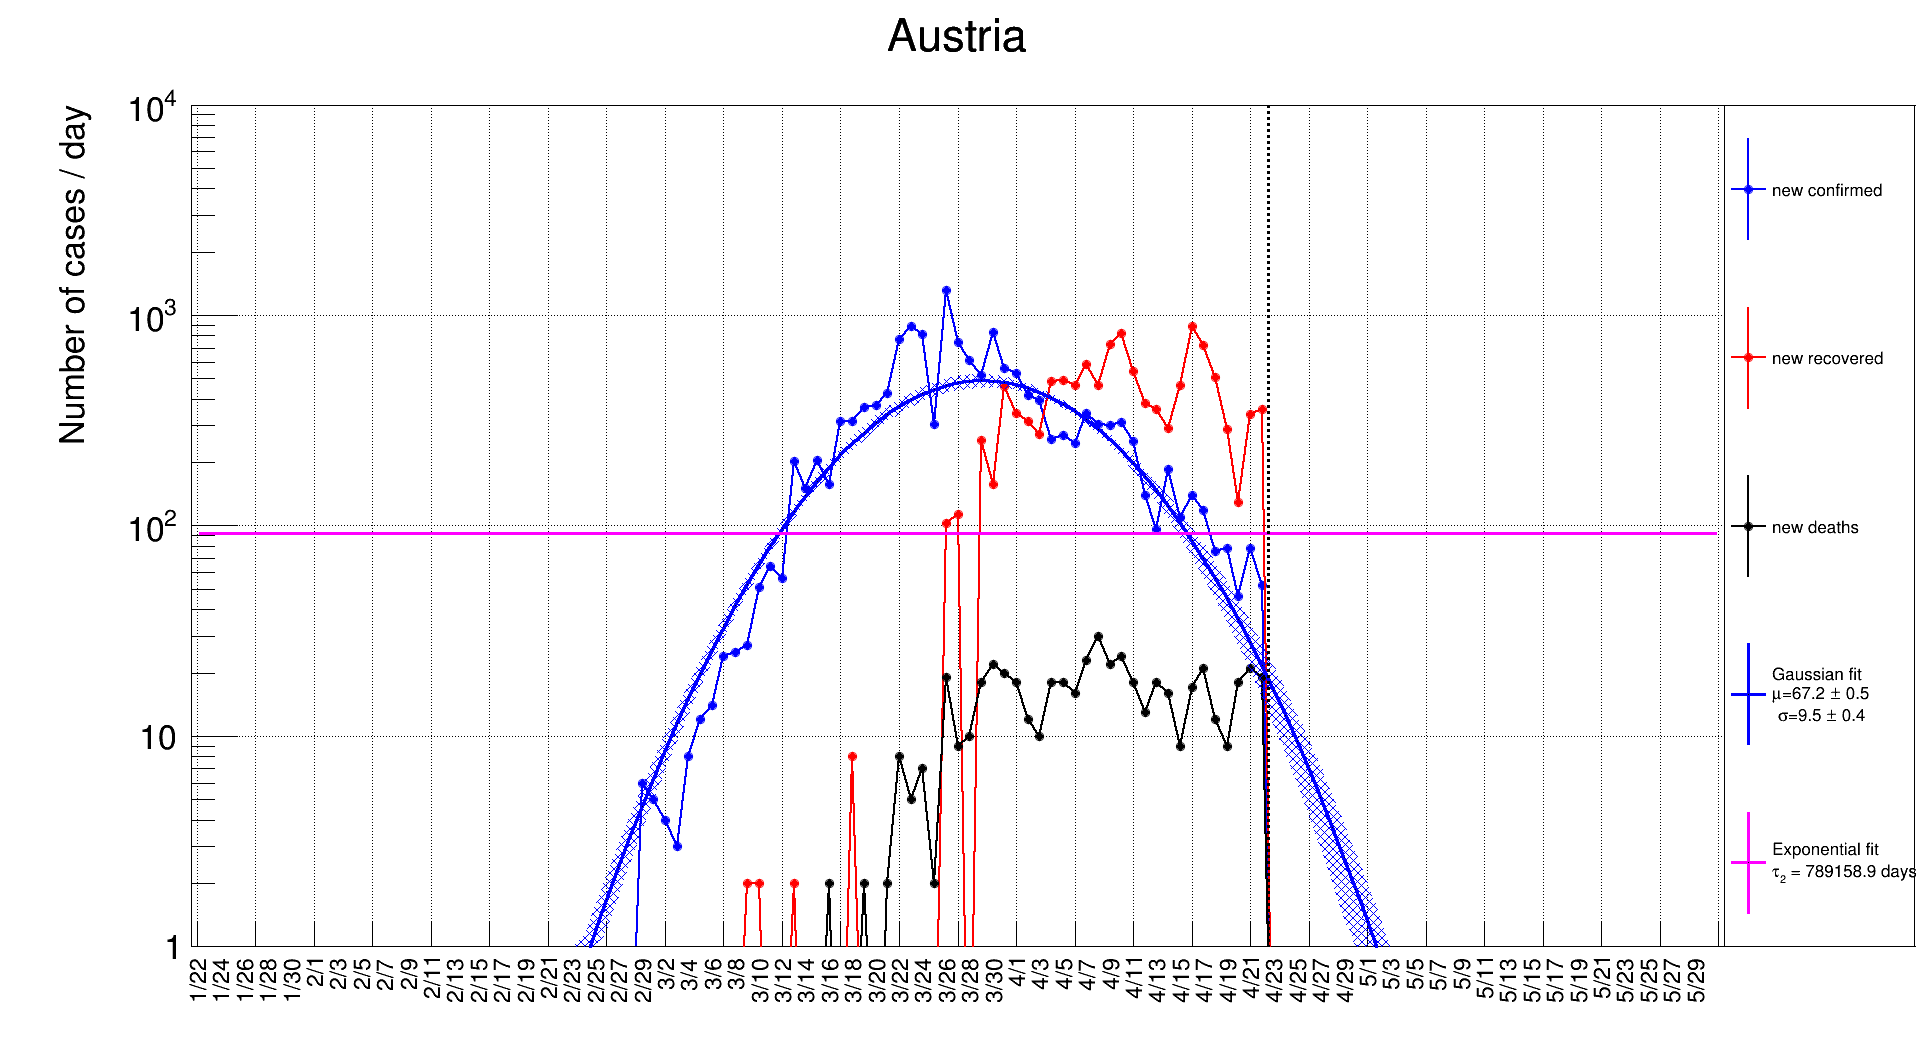 Austria
Number of cases / day
10^4
10^3
10^2
10
1
1/22 1/24 1/26 1/28 1/30 2/1 2/3 2/5 2/7 2/9 2/11 2/13 2/15 2/17 2/19 2/21 2/23 2/25 2/27 2/29 3/2 3/4 3/6 3/8 3/10 3/12 3/14 3/16 3/18 3/20 3/22 3/24 3/26 3/28 3/30 4/1 4/3 4/5 4/7 4/9 4/11 4/13 4/15 4/17 4/19 4/21 4/23 4/25 4/27 4/29 5/1 5/3 5/5 5/7 5/9 5/11 5/13 5/15 5/17 5/19 5/21 5/23 5/25 5/27 5/29
new confirmed
new recovered
new deaths
Gaussian fit
μ=67.2 ± 0.5
σ=9.5 ± 0.4
Exponential fit
τ₂ = 789158.9 days